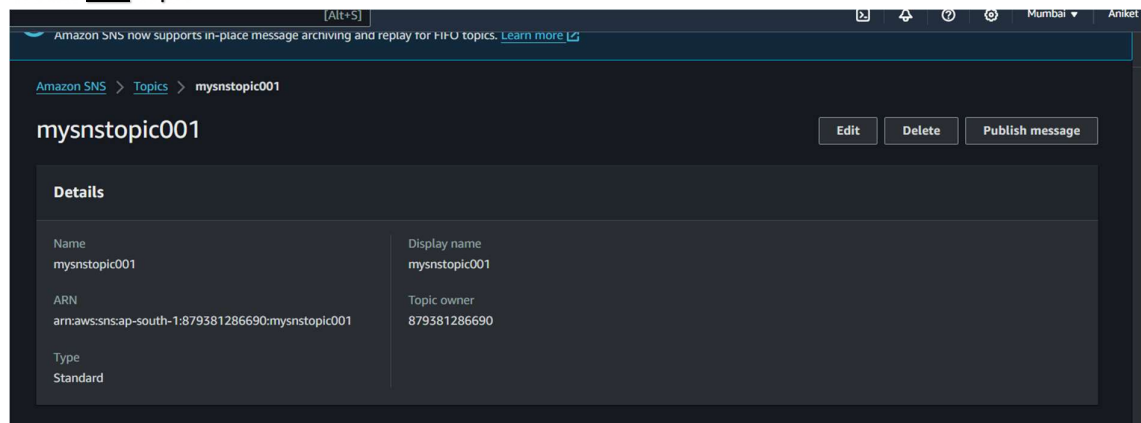 [Alt+S]
Mumbai ▼ Aniket
Amazon SNS now supports in-place message archiving and replay for FIFO topics. Learn more
Amazon SNS > Topics > mysnstopic001
mysnstopic001
Edit Delete Publish message
Details
Name
mysnstopic001
Display name
mysnstopic001
ARN
arn:aws:sns:ap-south-1:879381286690:mysnstopic001
Topic owner
879381286690
Type
Standard